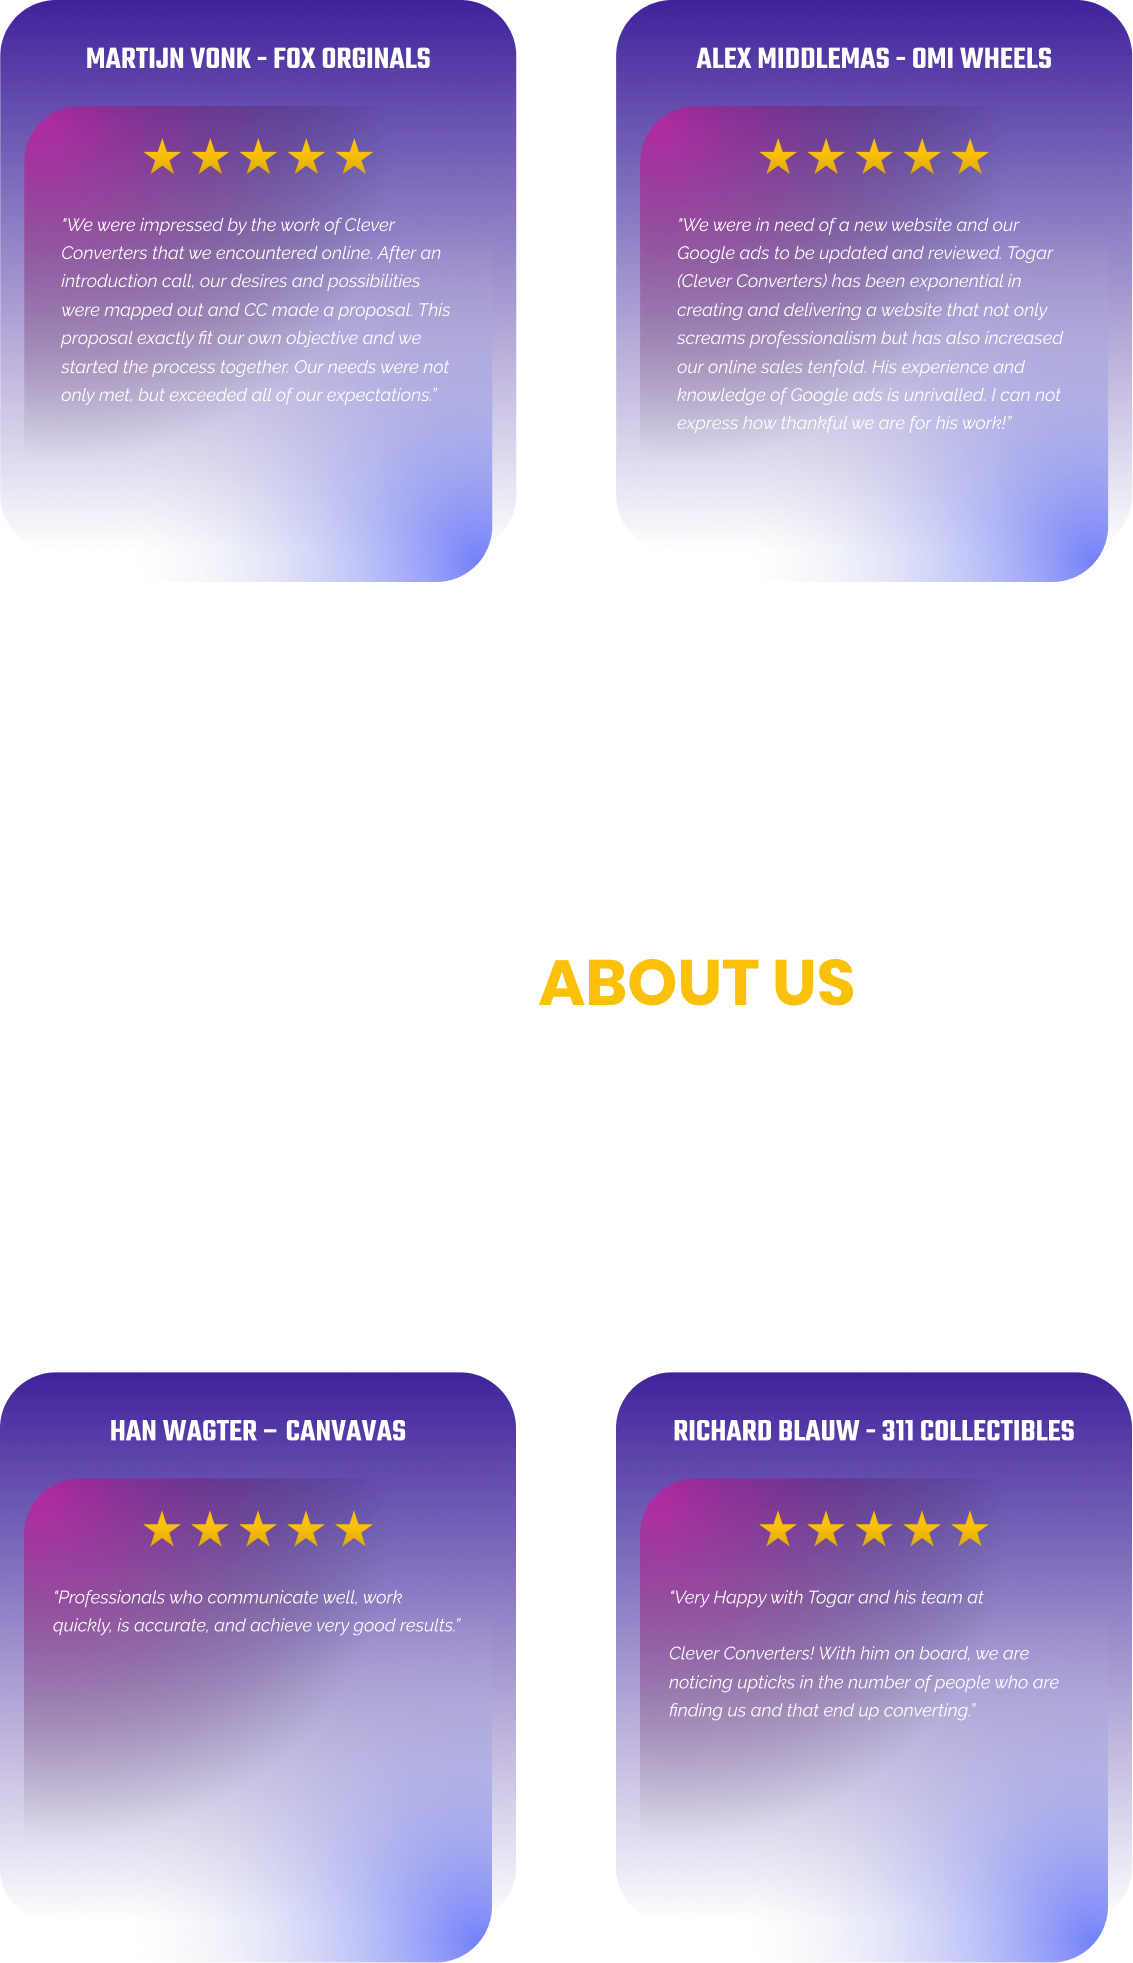 MARTIJN VONK - FOX ORGINALS
"We were impressed by the work of Clever
Converters that we encountered online. After an
introduction call, our desires and possibilities
were mapped out and CC made a proposal. This
proposal exactly fit our own objective and we
started the process together. Our needs were not
only met, but exceeded all of our expectations."
ALEX MIDDLEMAS - OMI WHEELS
"We were in need of a new website and our
Google ads to be updated and reviewed. Togar
(Clever Converters) has been exponential in
creating and delivering a website that not only
screams professionalism but has also increased
our online sales tenfold. His experience and
knowledge of Google ads is unrivalled. I can not
express how thankful we are for his work!"
ABOUT US
HAN WAGTER – CANVAVAS
"Professionals who communicate well, work
quickly, is accurate, and achieve very good results."
RICHARD BLAUW - 311 COLLECTIBLES
"Very Happy with Togar and his team at
Clever Converters! With him on board, we are
noticing upticks in the number of people who are
finding us and that end up converting."